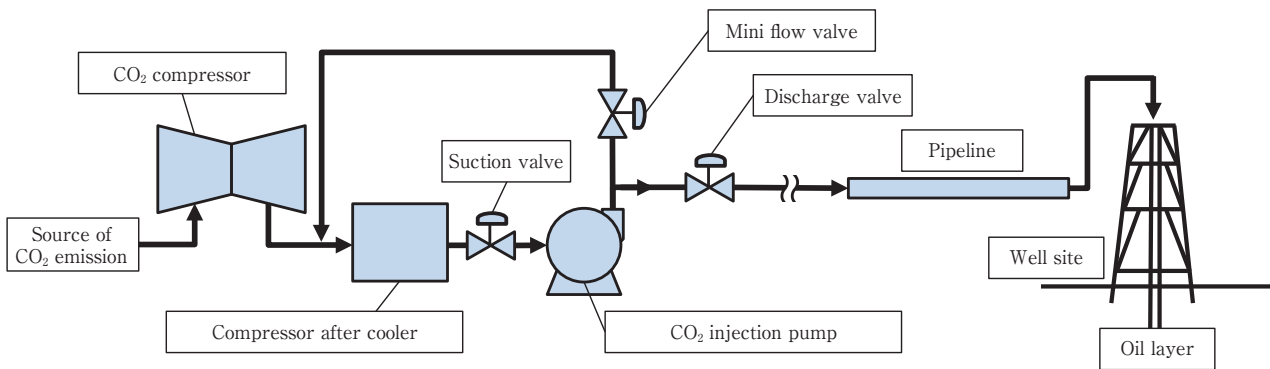 Mini flow valve
CO₂ compressor
Discharge valve
Suction valve
Pipeline
Source of
CO₂ emission
Well site
Compressor after cooler
CO₂ injection pump
Oil layer